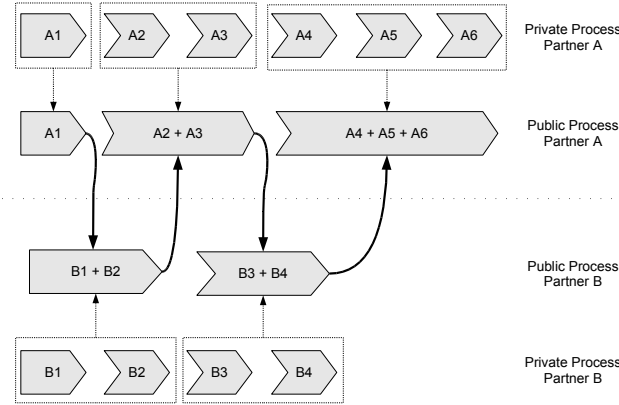 A1
A2
A3
A4
A5
A6
Private Process
Partner A
A1
A2 + A3
A4 + A5 + A6
Public Process
Partner A
B1 + B2
B3 + B4
Public Process
Partner B
B1
B2
B3
B4
Private Process
Partner B